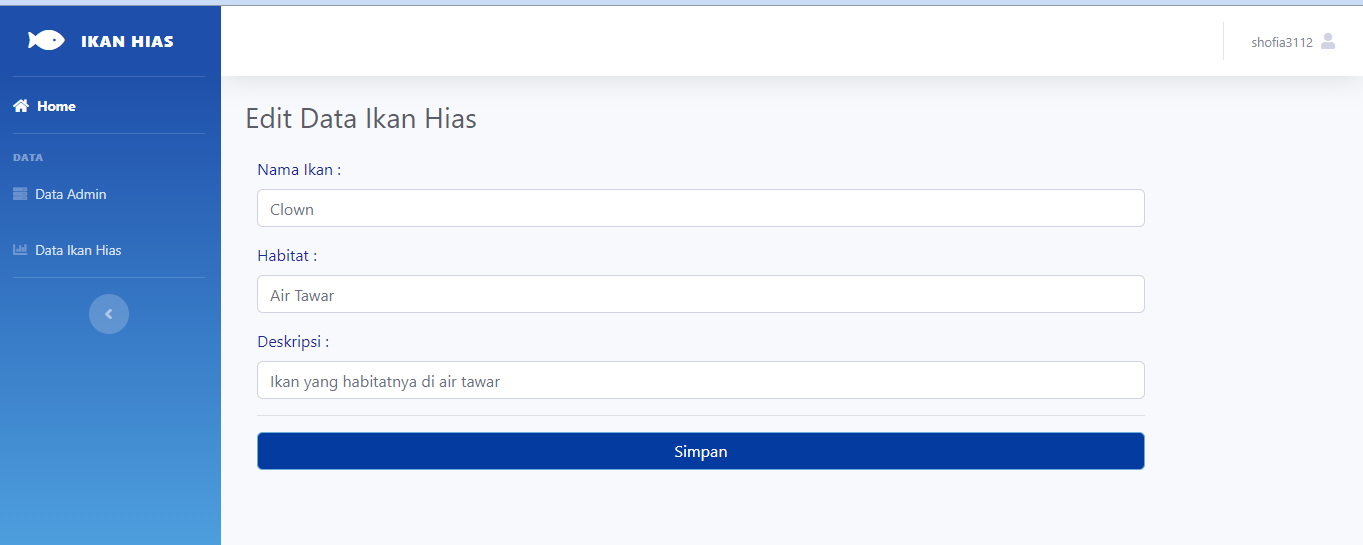 IKAN HIAS
shofia3112
Home
DATA
Data Admin
Data Ikan Hias
Edit Data Ikan Hias
Nama Ikan :
Clown
Habitat :
Air Tawar
Deskripsi :
Ikan yang habitatnya di air tawar
Simpan